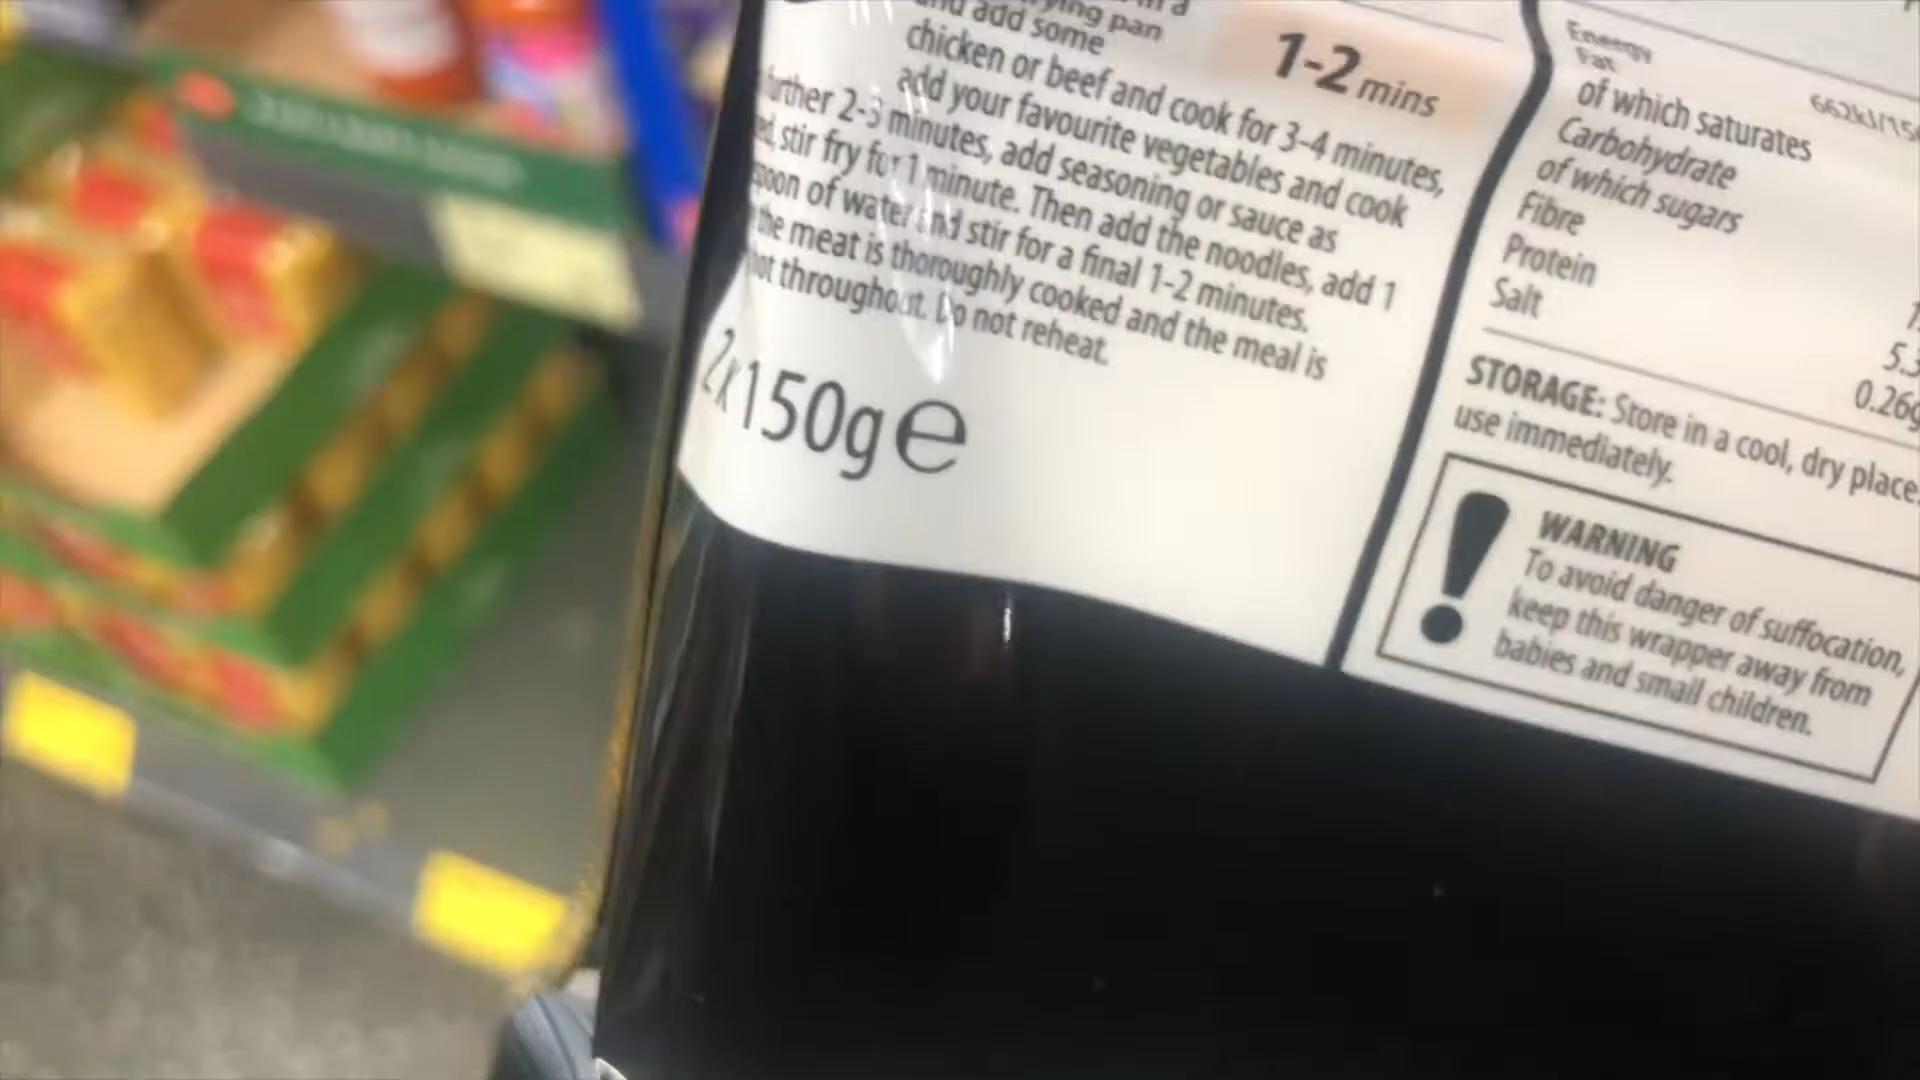 ying pan
and add some
1-2 mins
chicken or beef and cook for 3-4 minutes,
add your favourite vegetables and cook
further 2-3 minutes, add seasoning or sauce as
stir fry for 1 minute. Then add the noodles, add 1
spoon of water and stir for a final 1-2 minutes.
the meat is thoroughly cooked and the meal is
hot throughout. Do not reheat.
2x150g e
Energy
Fat
662kJ/15
of which saturates
Carbohydrate
of which sugars
Fibre
Protein
5.3
Salt
0.26g
STORAGE: Store in a cool, dry place.
use immediately.
WARNING
To avoid danger of suffocation,
keep this wrapper away from
babies and small children.